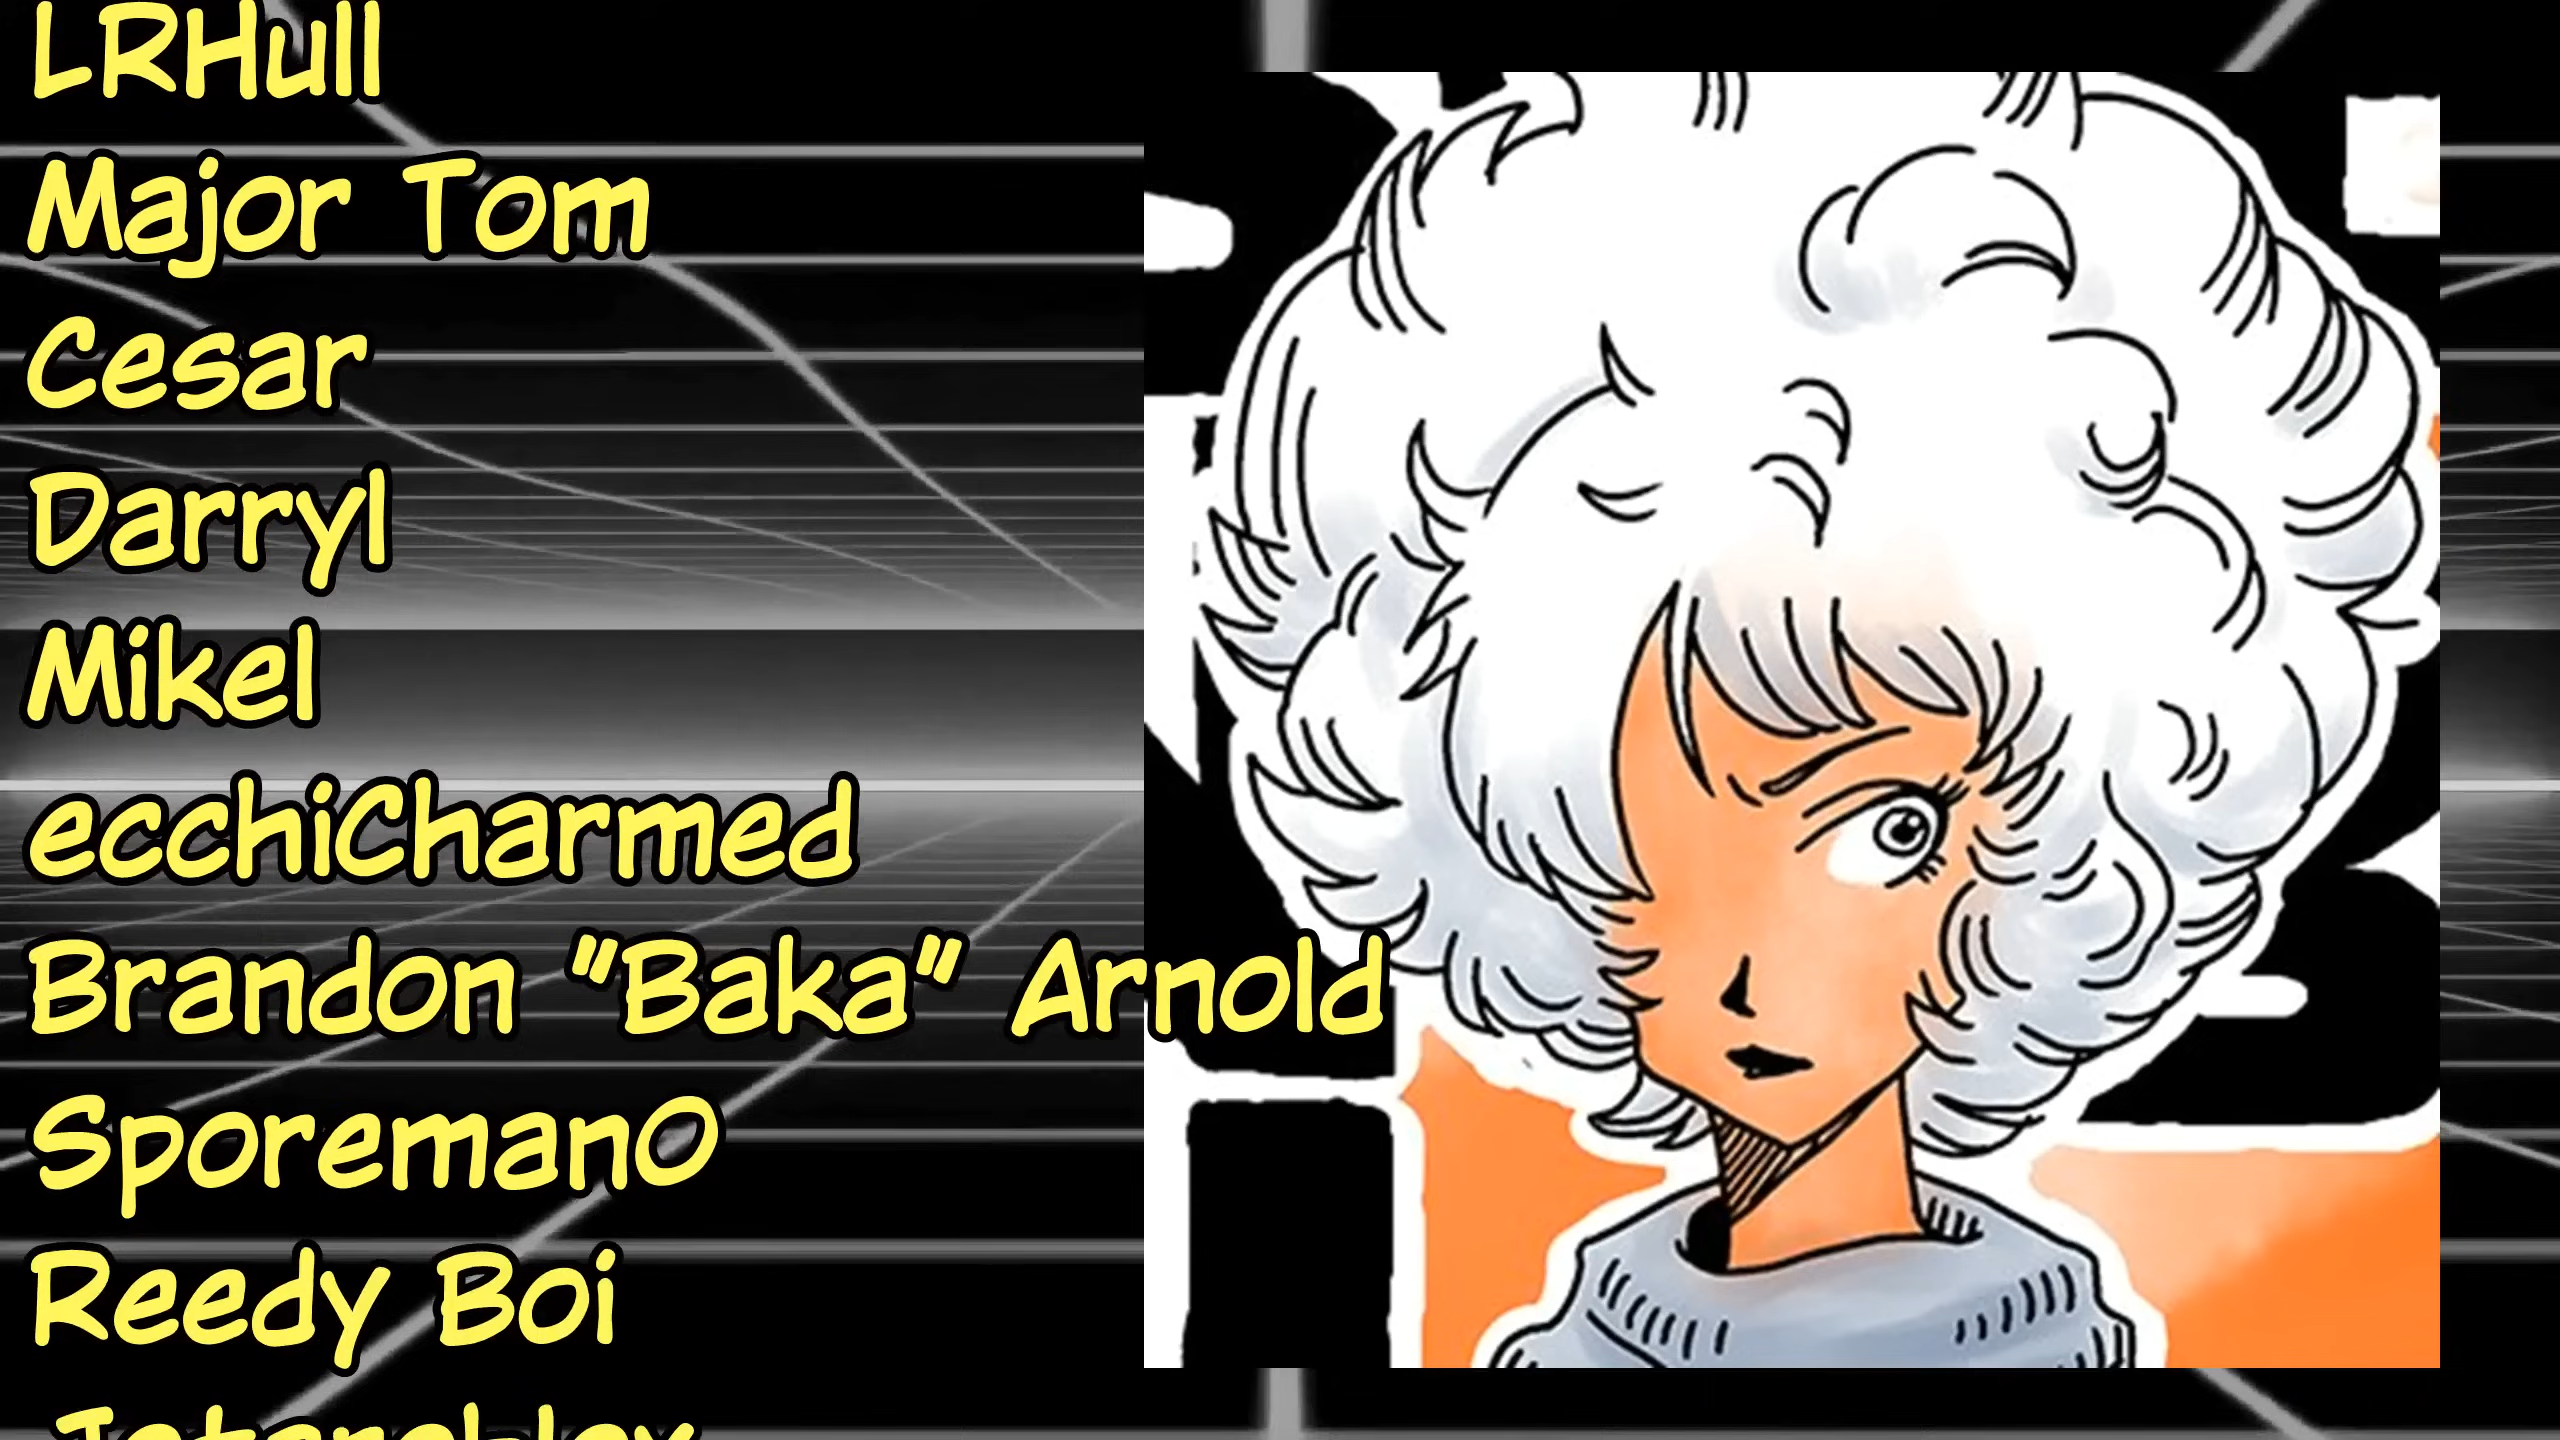 LRHull
Major Tom
Cesar
Darryl
Mikel
ecchiCharmed
Brandon "Baka" Arnold
Sporeman0
Reedy Boi